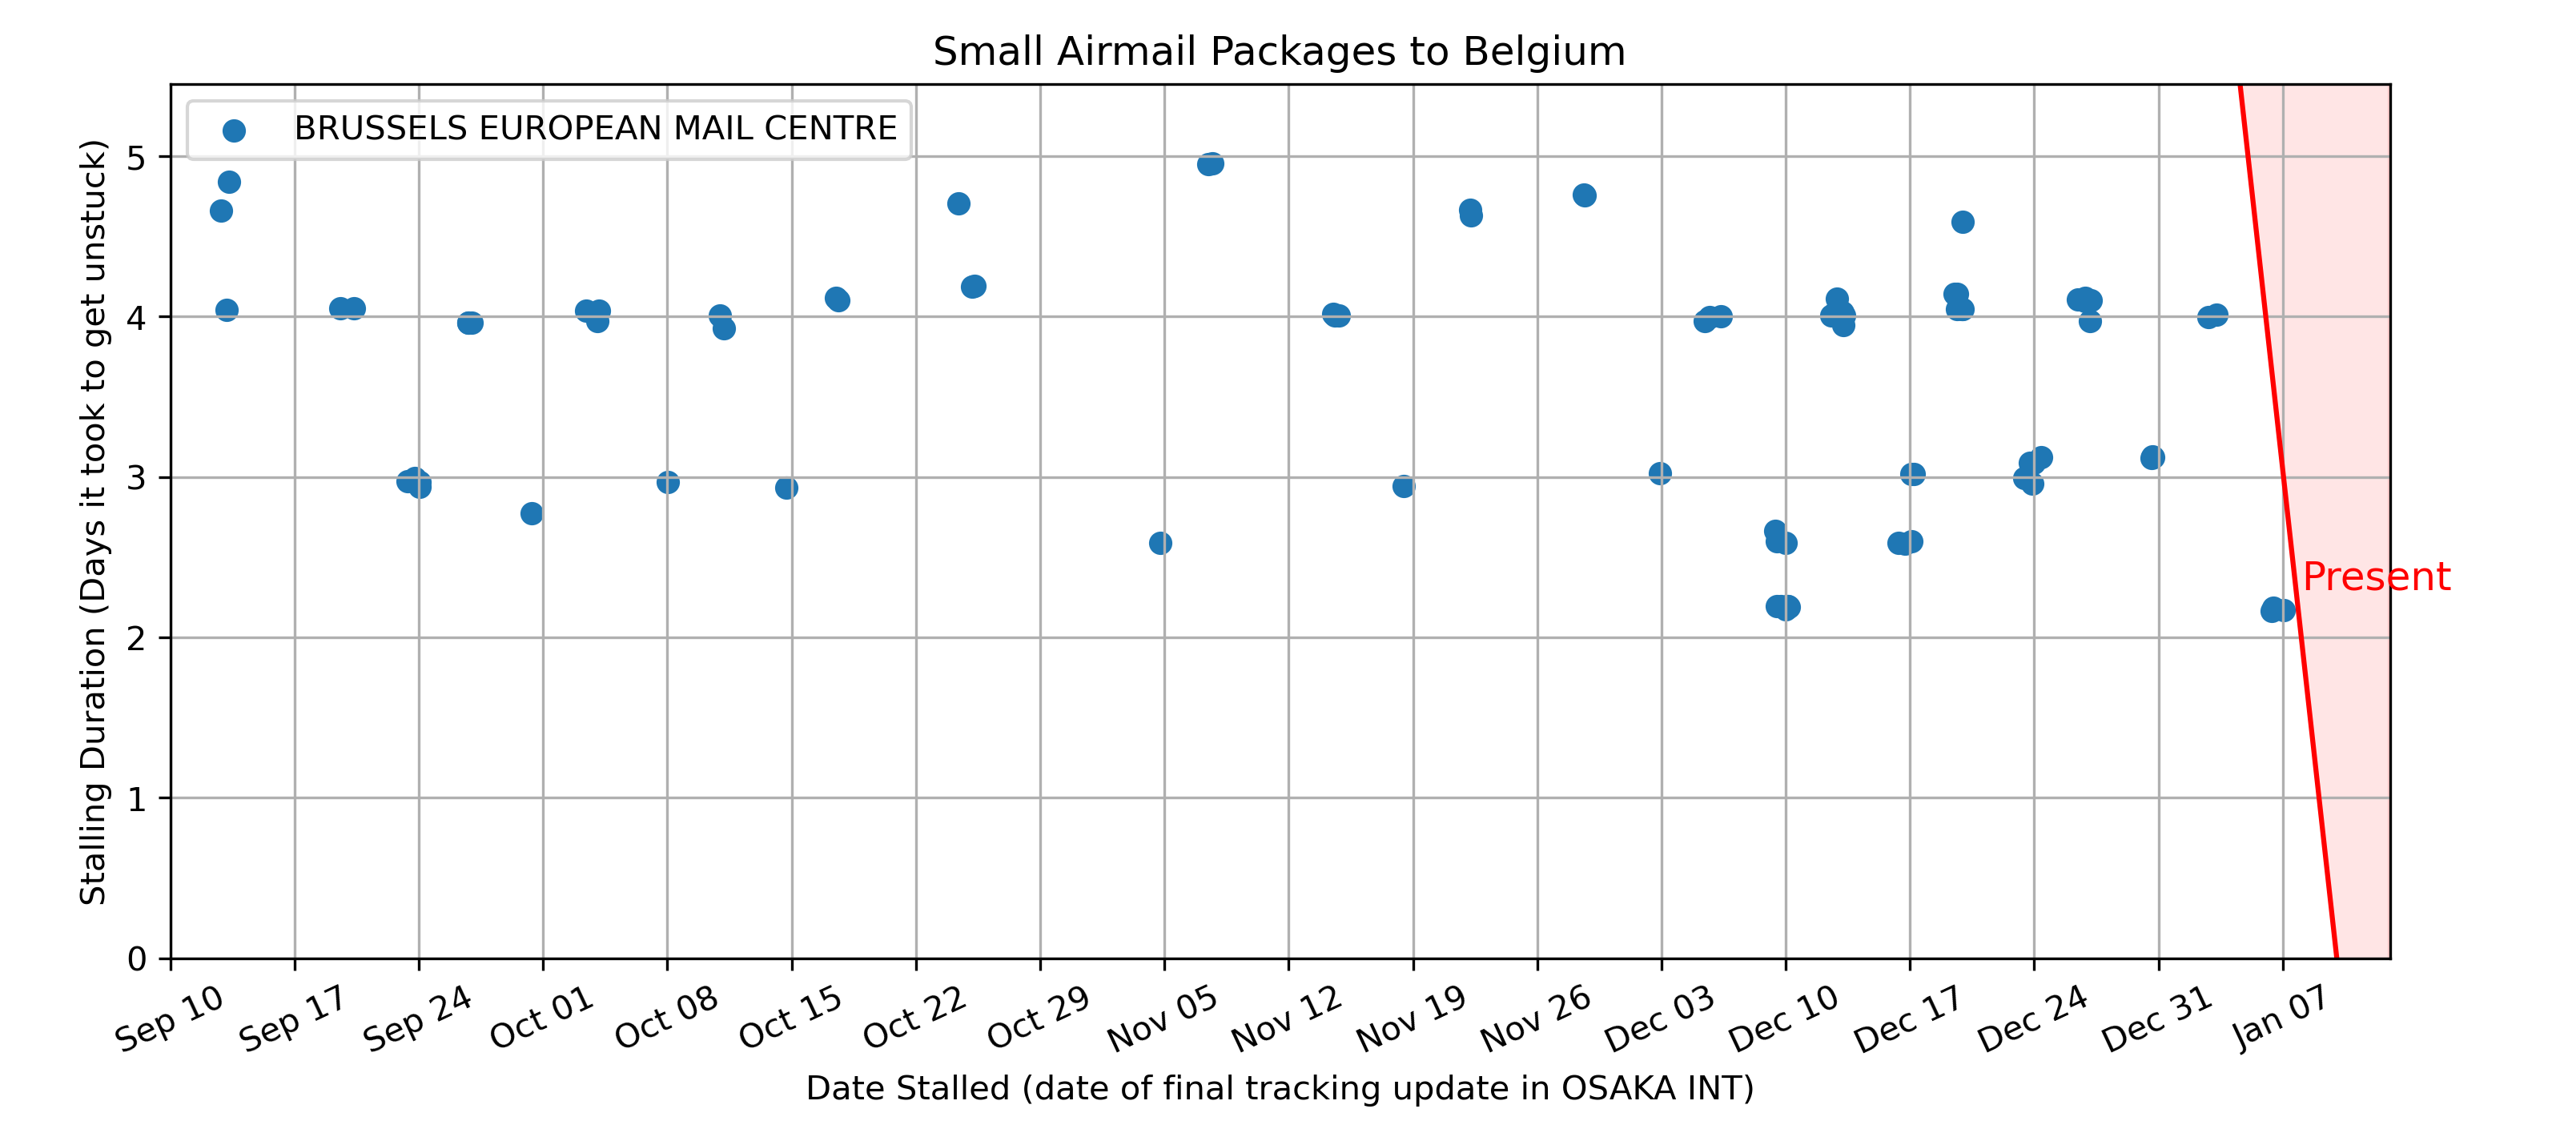 Small Airmail Packages to Belgium
BRUSSELS EUROPEAN MAIL CENTRE
Stalling Duration (Days it took to get unstuck)
5
4
3
2
1
0
Present
Sep 10
Sep 17
Sep 24
Oct 01
Oct 08
Oct 15
Oct 22
Oct 29
Nov 05
Nov 12
Nov 19
Nov 26
Dec 03
Dec 10
Dec 17
Dec 24
Dec 31
Jan 07
Date Stalled (date of final tracking update in OSAKA INT)